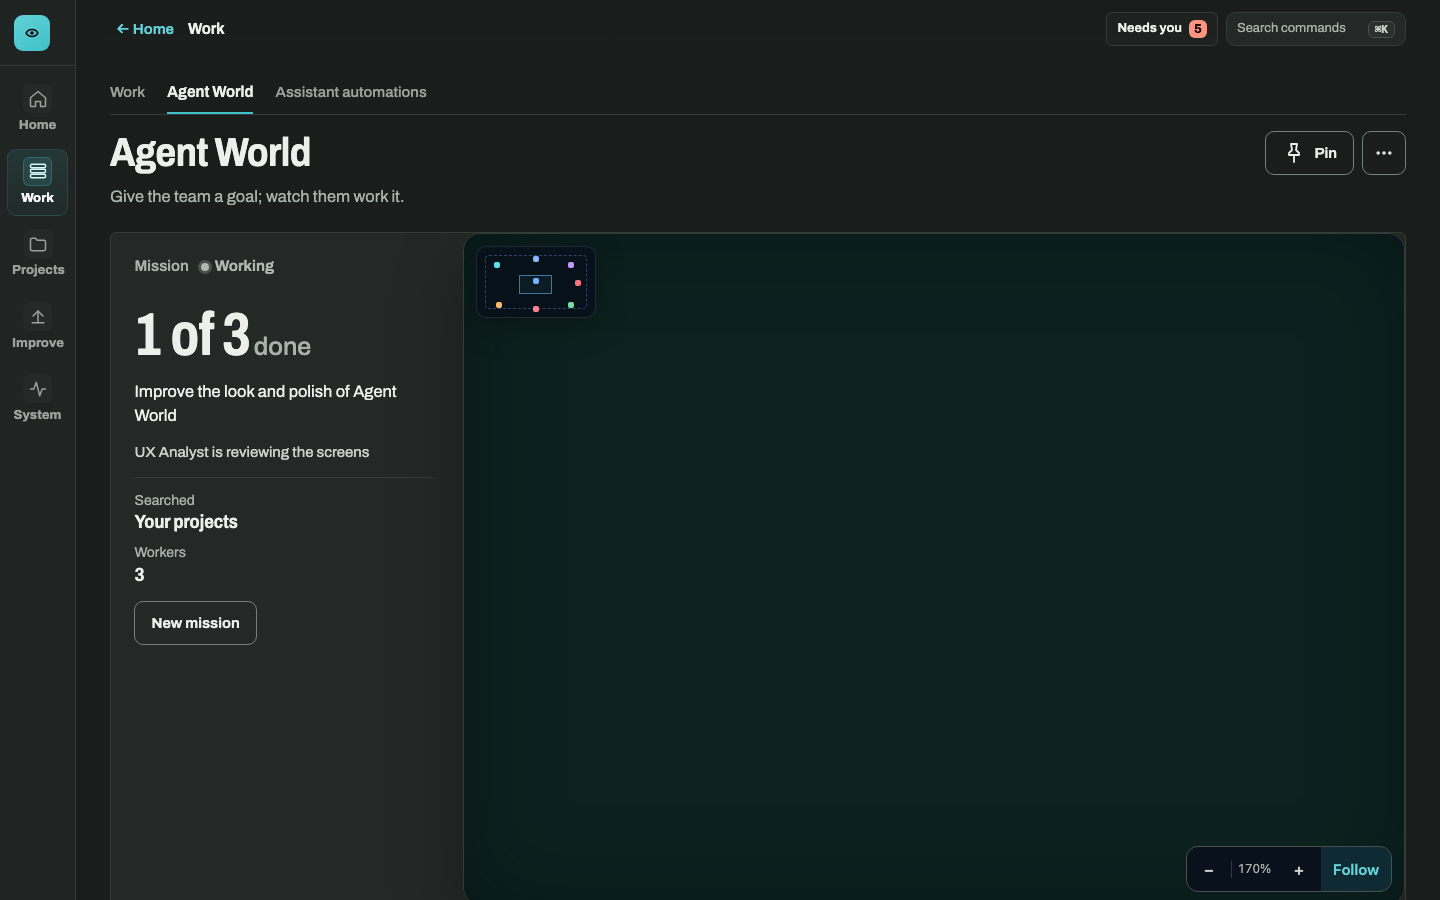 ← Home Work
Needs you 5
Search commands ⌘K
Home
Work
Projects
Improve
System
Work Agent World Assistant automations
Agent World
Give the team a goal; watch them work it.
Pin
Mission Working
1 of 3 done
Improve the look and polish of Agent
World
UX Analyst is reviewing the screens
Searched
Your projects
Workers
3
New mission
− 170% + Follow